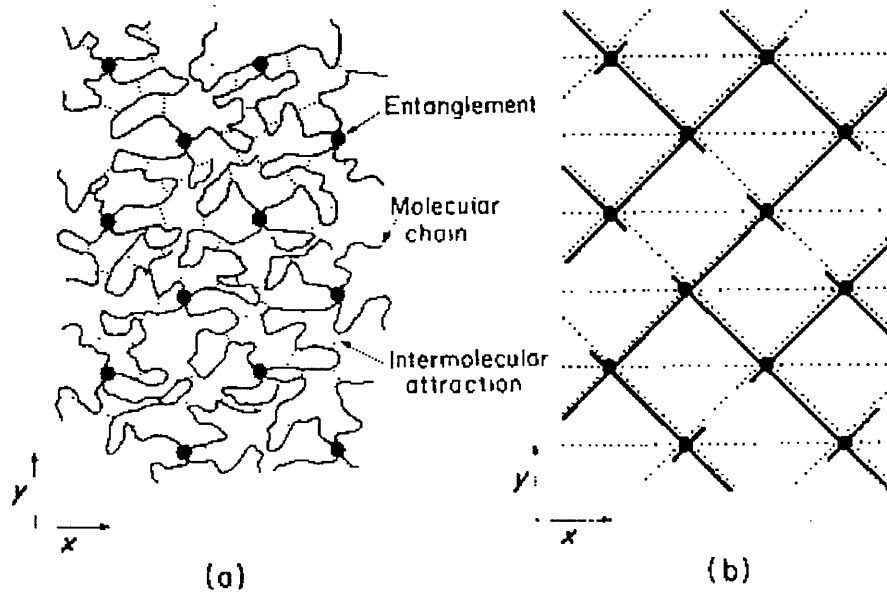 Entanglement
Molecular
chain
Intermolecular
attraction
y
x
(a)
y
x
(b)